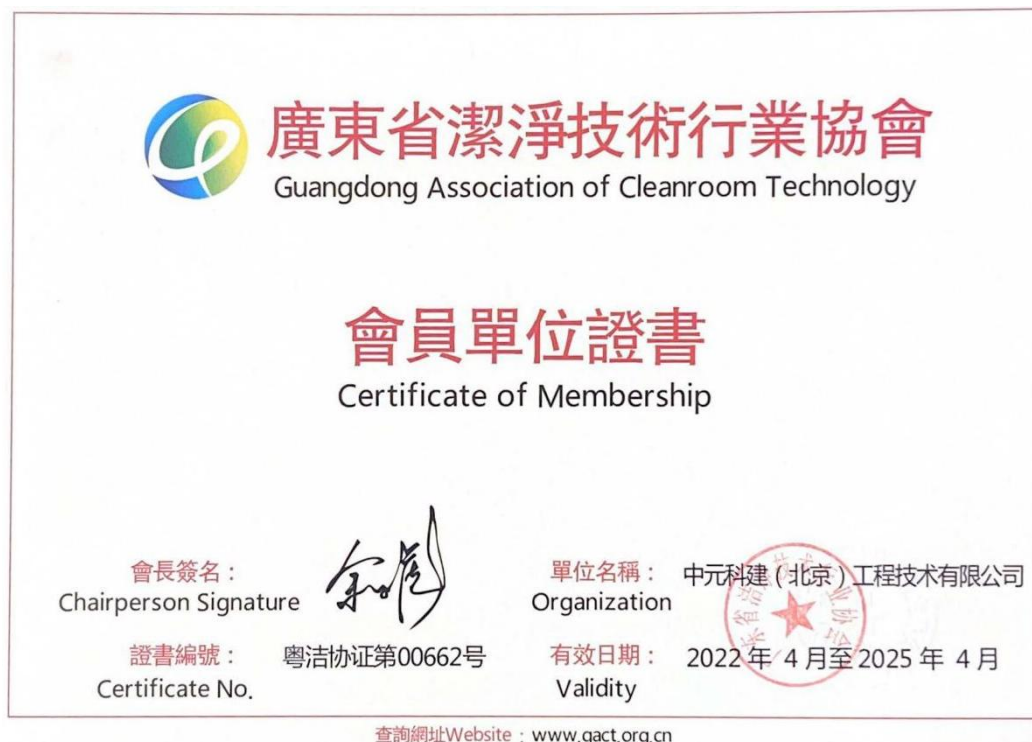 廣東省潔淨技術行業協會
Guangdong Association of Cleanroom Technology
會員單位證書
Certificate of Membership
會長簽名：
Chairperson Signature
單位名稱： 中元科建（北京）工程技术有限公司
Organization
證書編號： 粤洁协证第00662号
Certificate No.
有效日期： 2022 年 4 月至 2025 年 4 月
Validity
查詢網址Website：www.gact.org.cn